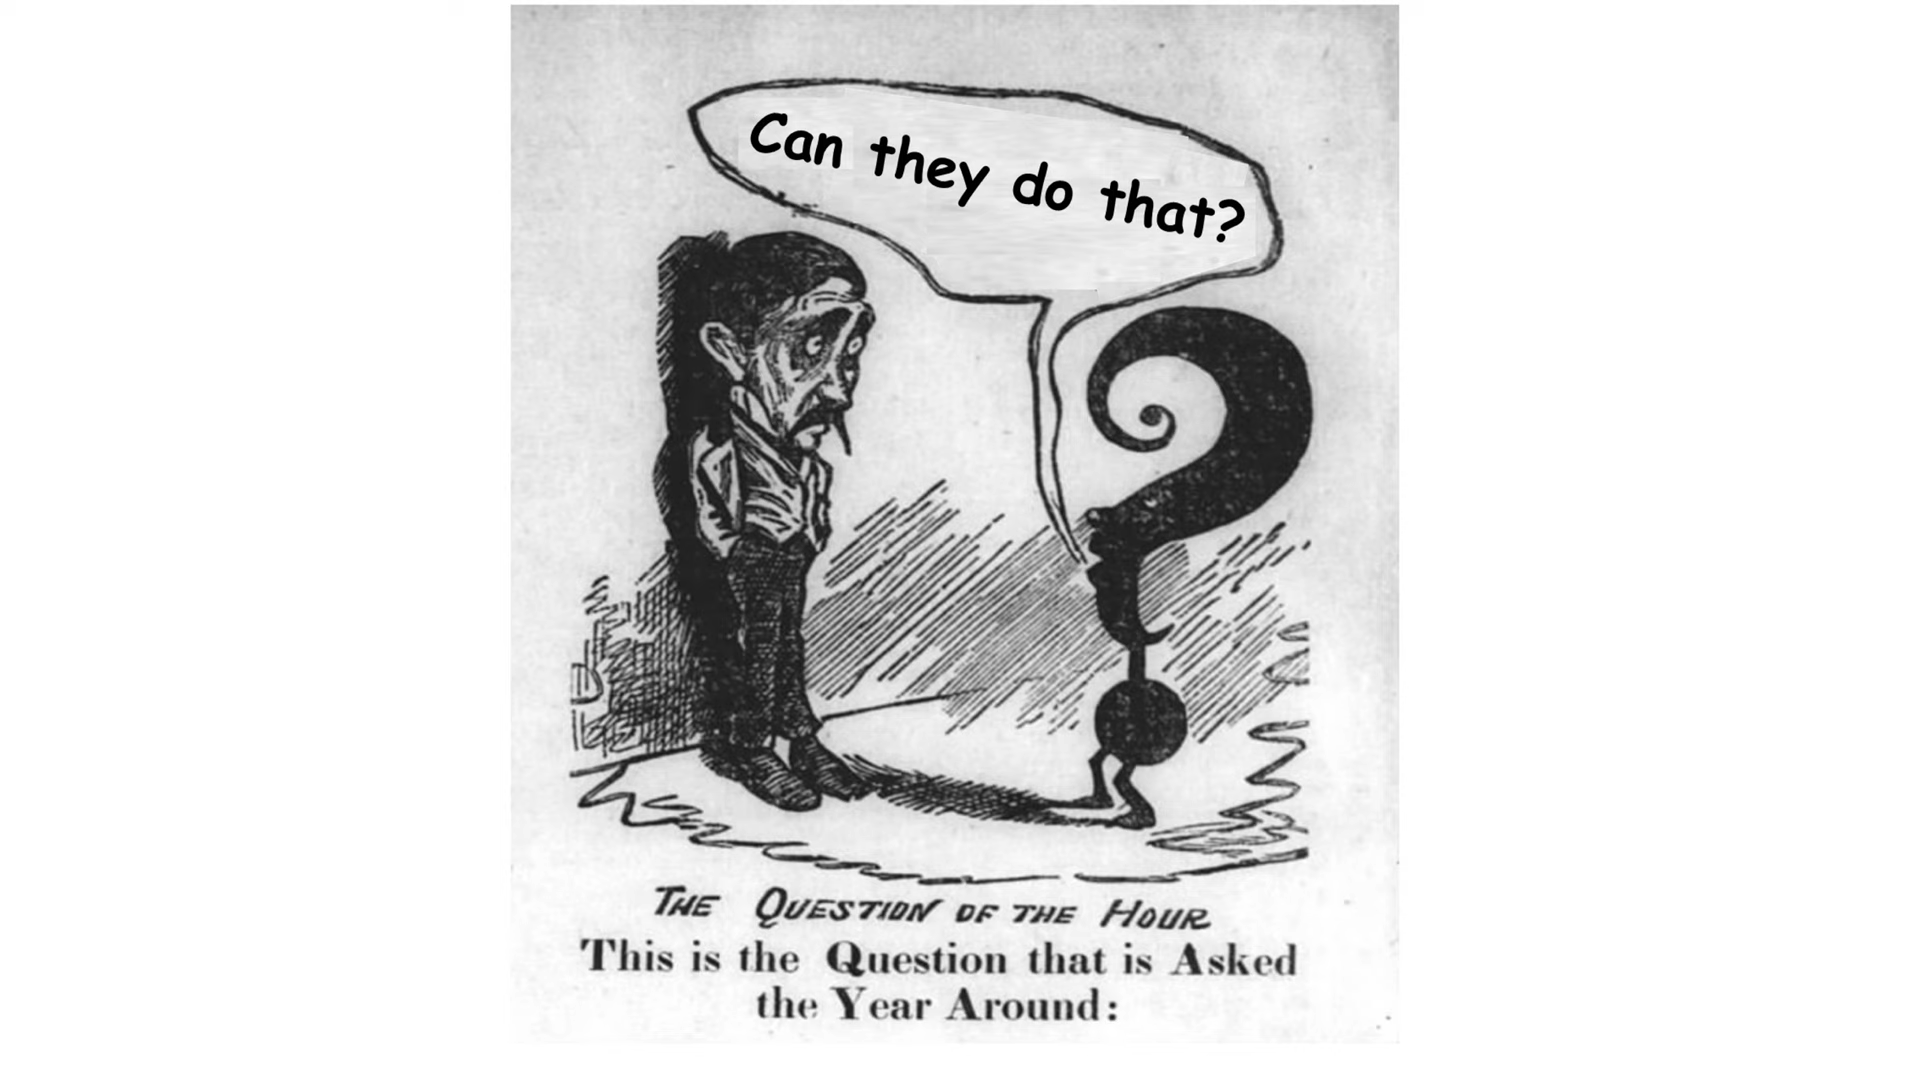 Can they do that?
THE QUESTION OF THE HOUR
This is the Question that is Asked
the Year Around: